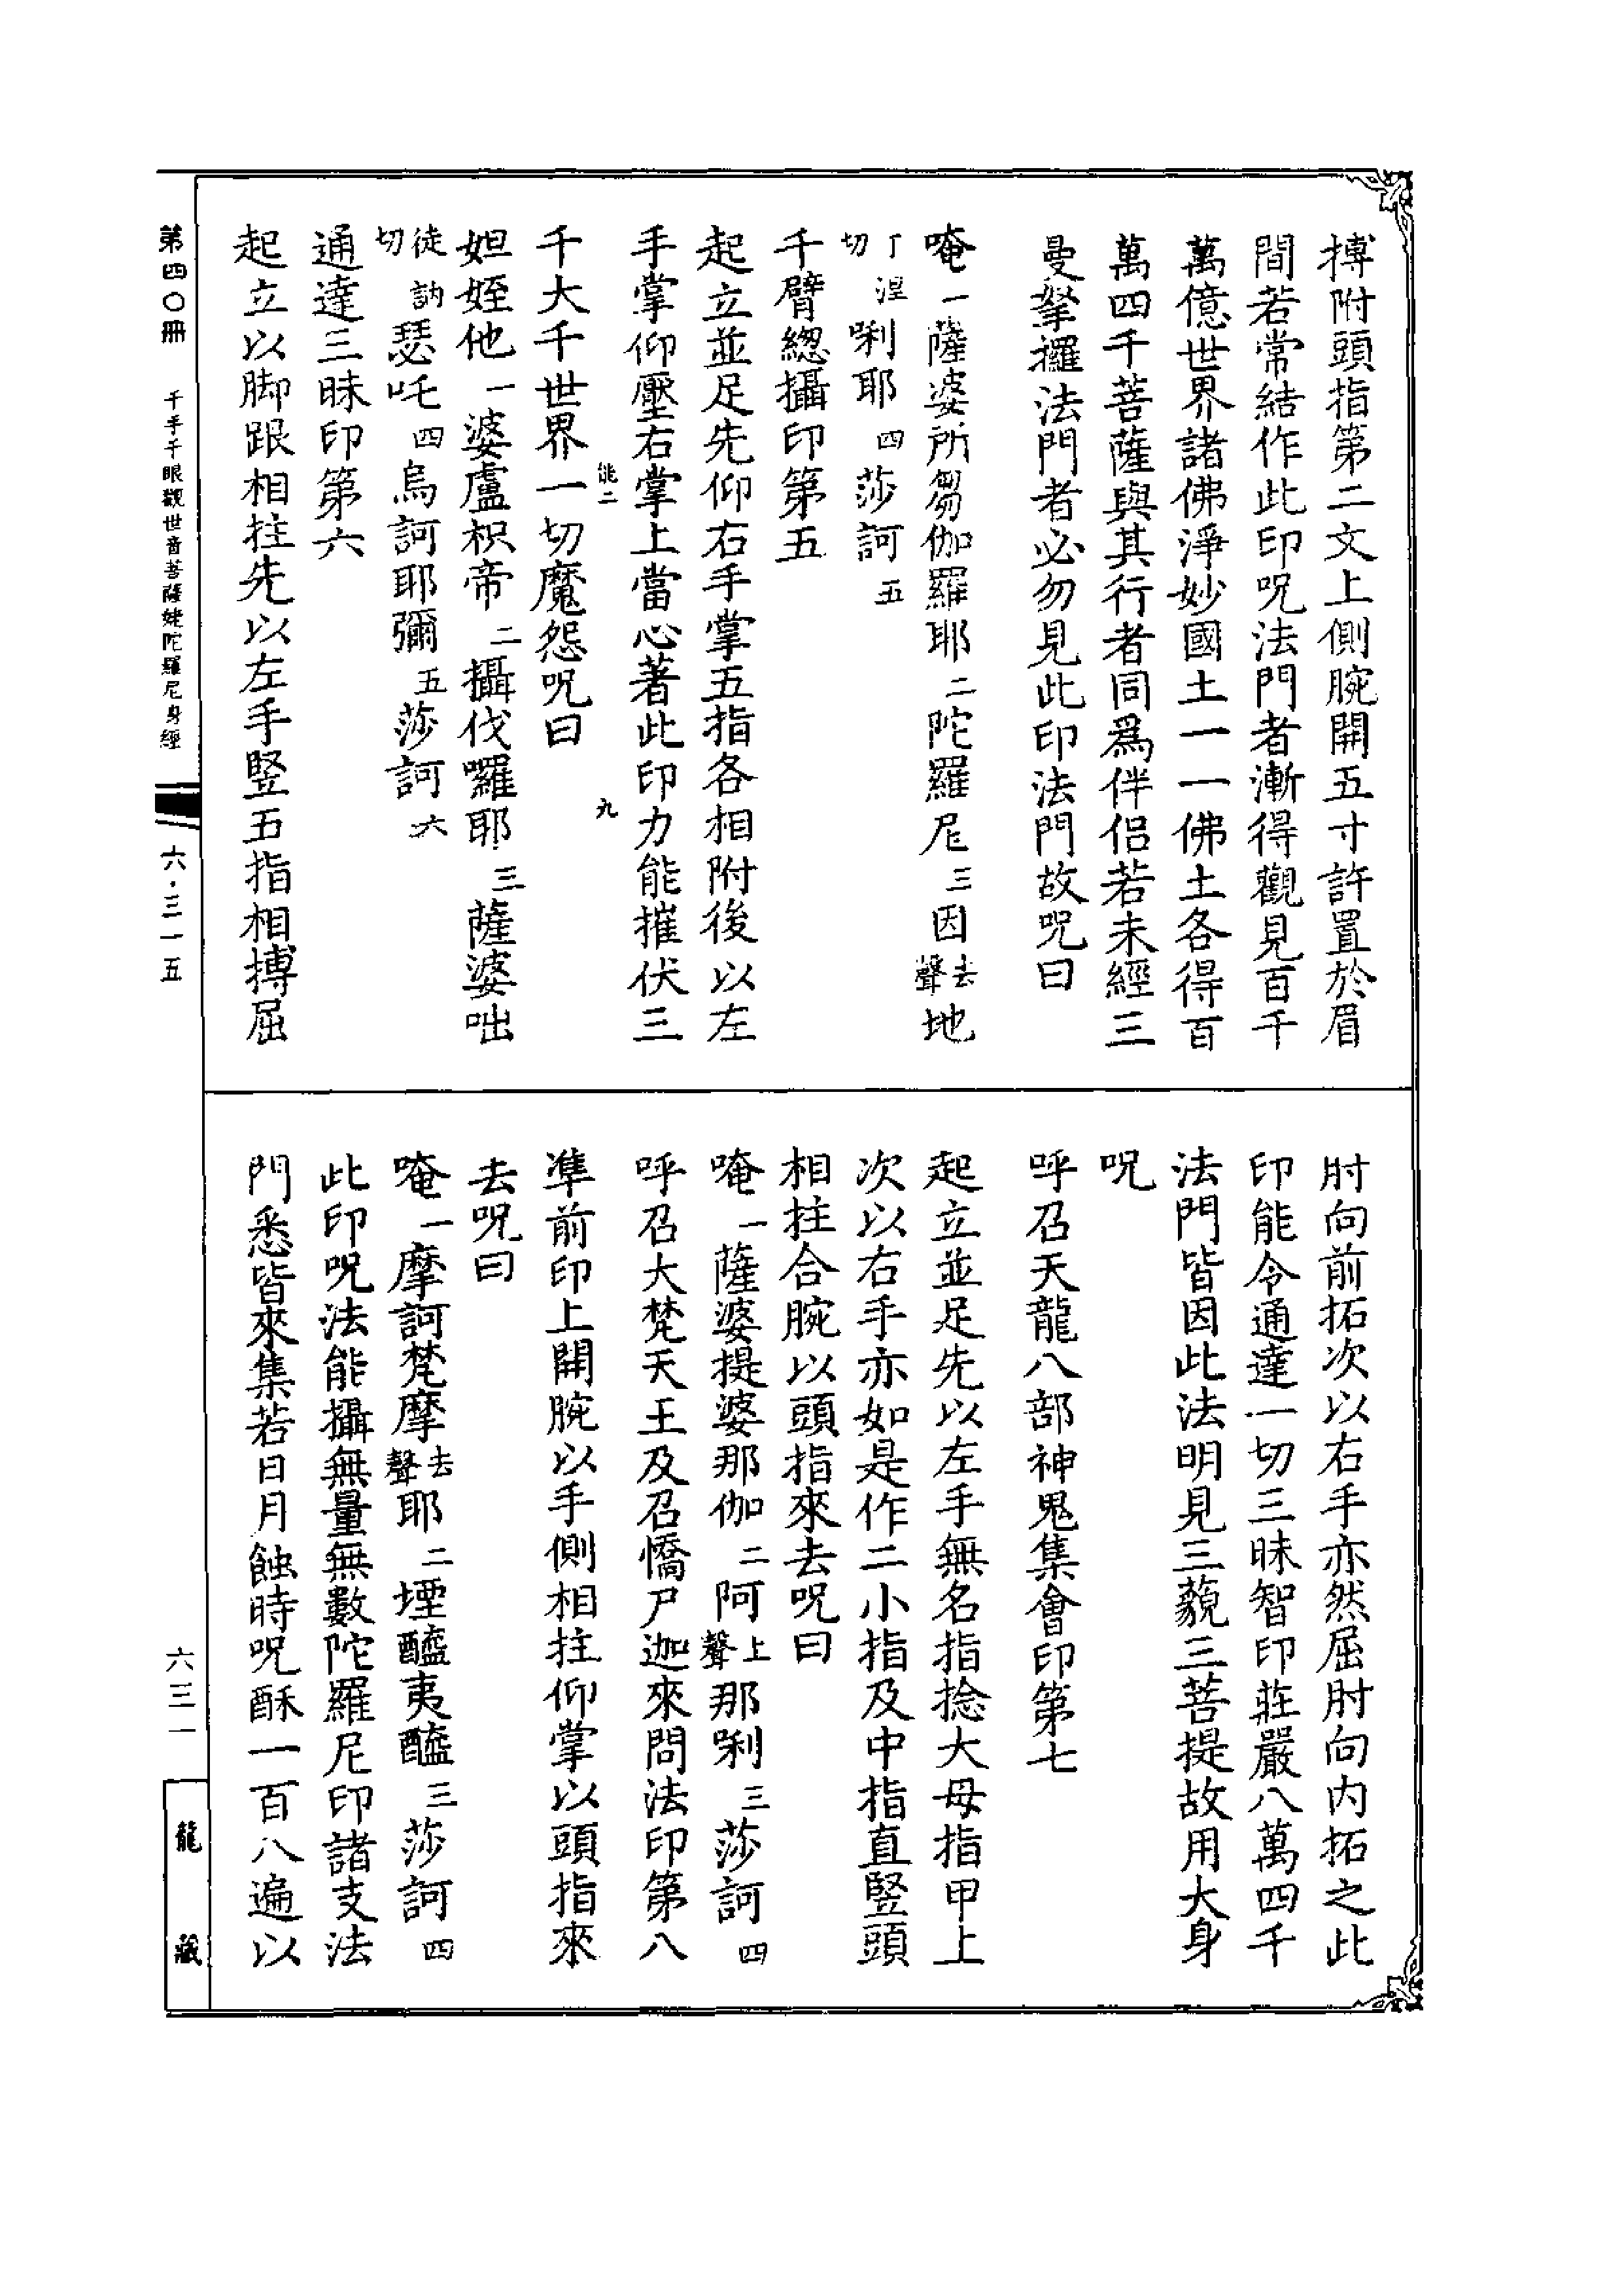 搏附頭指第二文上側腕開五寸許置於眉
間若常結作此印呪法門者漸得觀見百千
萬億世界諸佛淨妙國土一一佛土各得百
萬四千菩薩與其行者同爲伴侣若未經三
曼拏攞法門者必勿見此印法門故呪曰
唵一薩婆所芻伽羅耶二陀羅尼三因去聲地
丁涅切唎耶四莎訶五
千臂總攝印第五
起立並足先仰右手掌五指各相附後以左
手掌仰壓右掌上當心著此印力能摧伏三
能二 九
千大千世界一切魔怨呪曰
妲姪他一婆盧枳帝二攝伐囉耶三薩婆咄
徒訥切瑟吒四烏訶耶彌五莎訶六
通達三昧印第六
起立以脚跟相拄先以左手竪五指相搏屈
肘向前拓次以右手亦然屈肘向内拓之此
印能令通達一切三昧智印莊嚴八萬四千
法門皆因此法明見三藐三菩提故用大身
呪
呼召天龍八部神鬼集會印第七
起立並足先以左手無名指捻大母指甲上
次以右手亦如是作二小指及中指直竪頭
相拄合腕以頭指來去呪曰
唵一薩婆提婆那伽二阿上聲那唎三莎訶四
呼召大梵天王及召憍尸迦來問法印第八
準前印上開腕以手側相拄仰掌以頭指來
去呪曰
唵一摩訶梵摩去聲耶二堙醯夷醯三莎訶四
此印呪法能攝無量無數陀羅尼印諸支法
門悉皆來集若日月蝕時呪酥一百八遍以
第四〇冊 千手千眼觀世音菩薩姥陀羅尼身經
六·三一五
六三一
龍藏